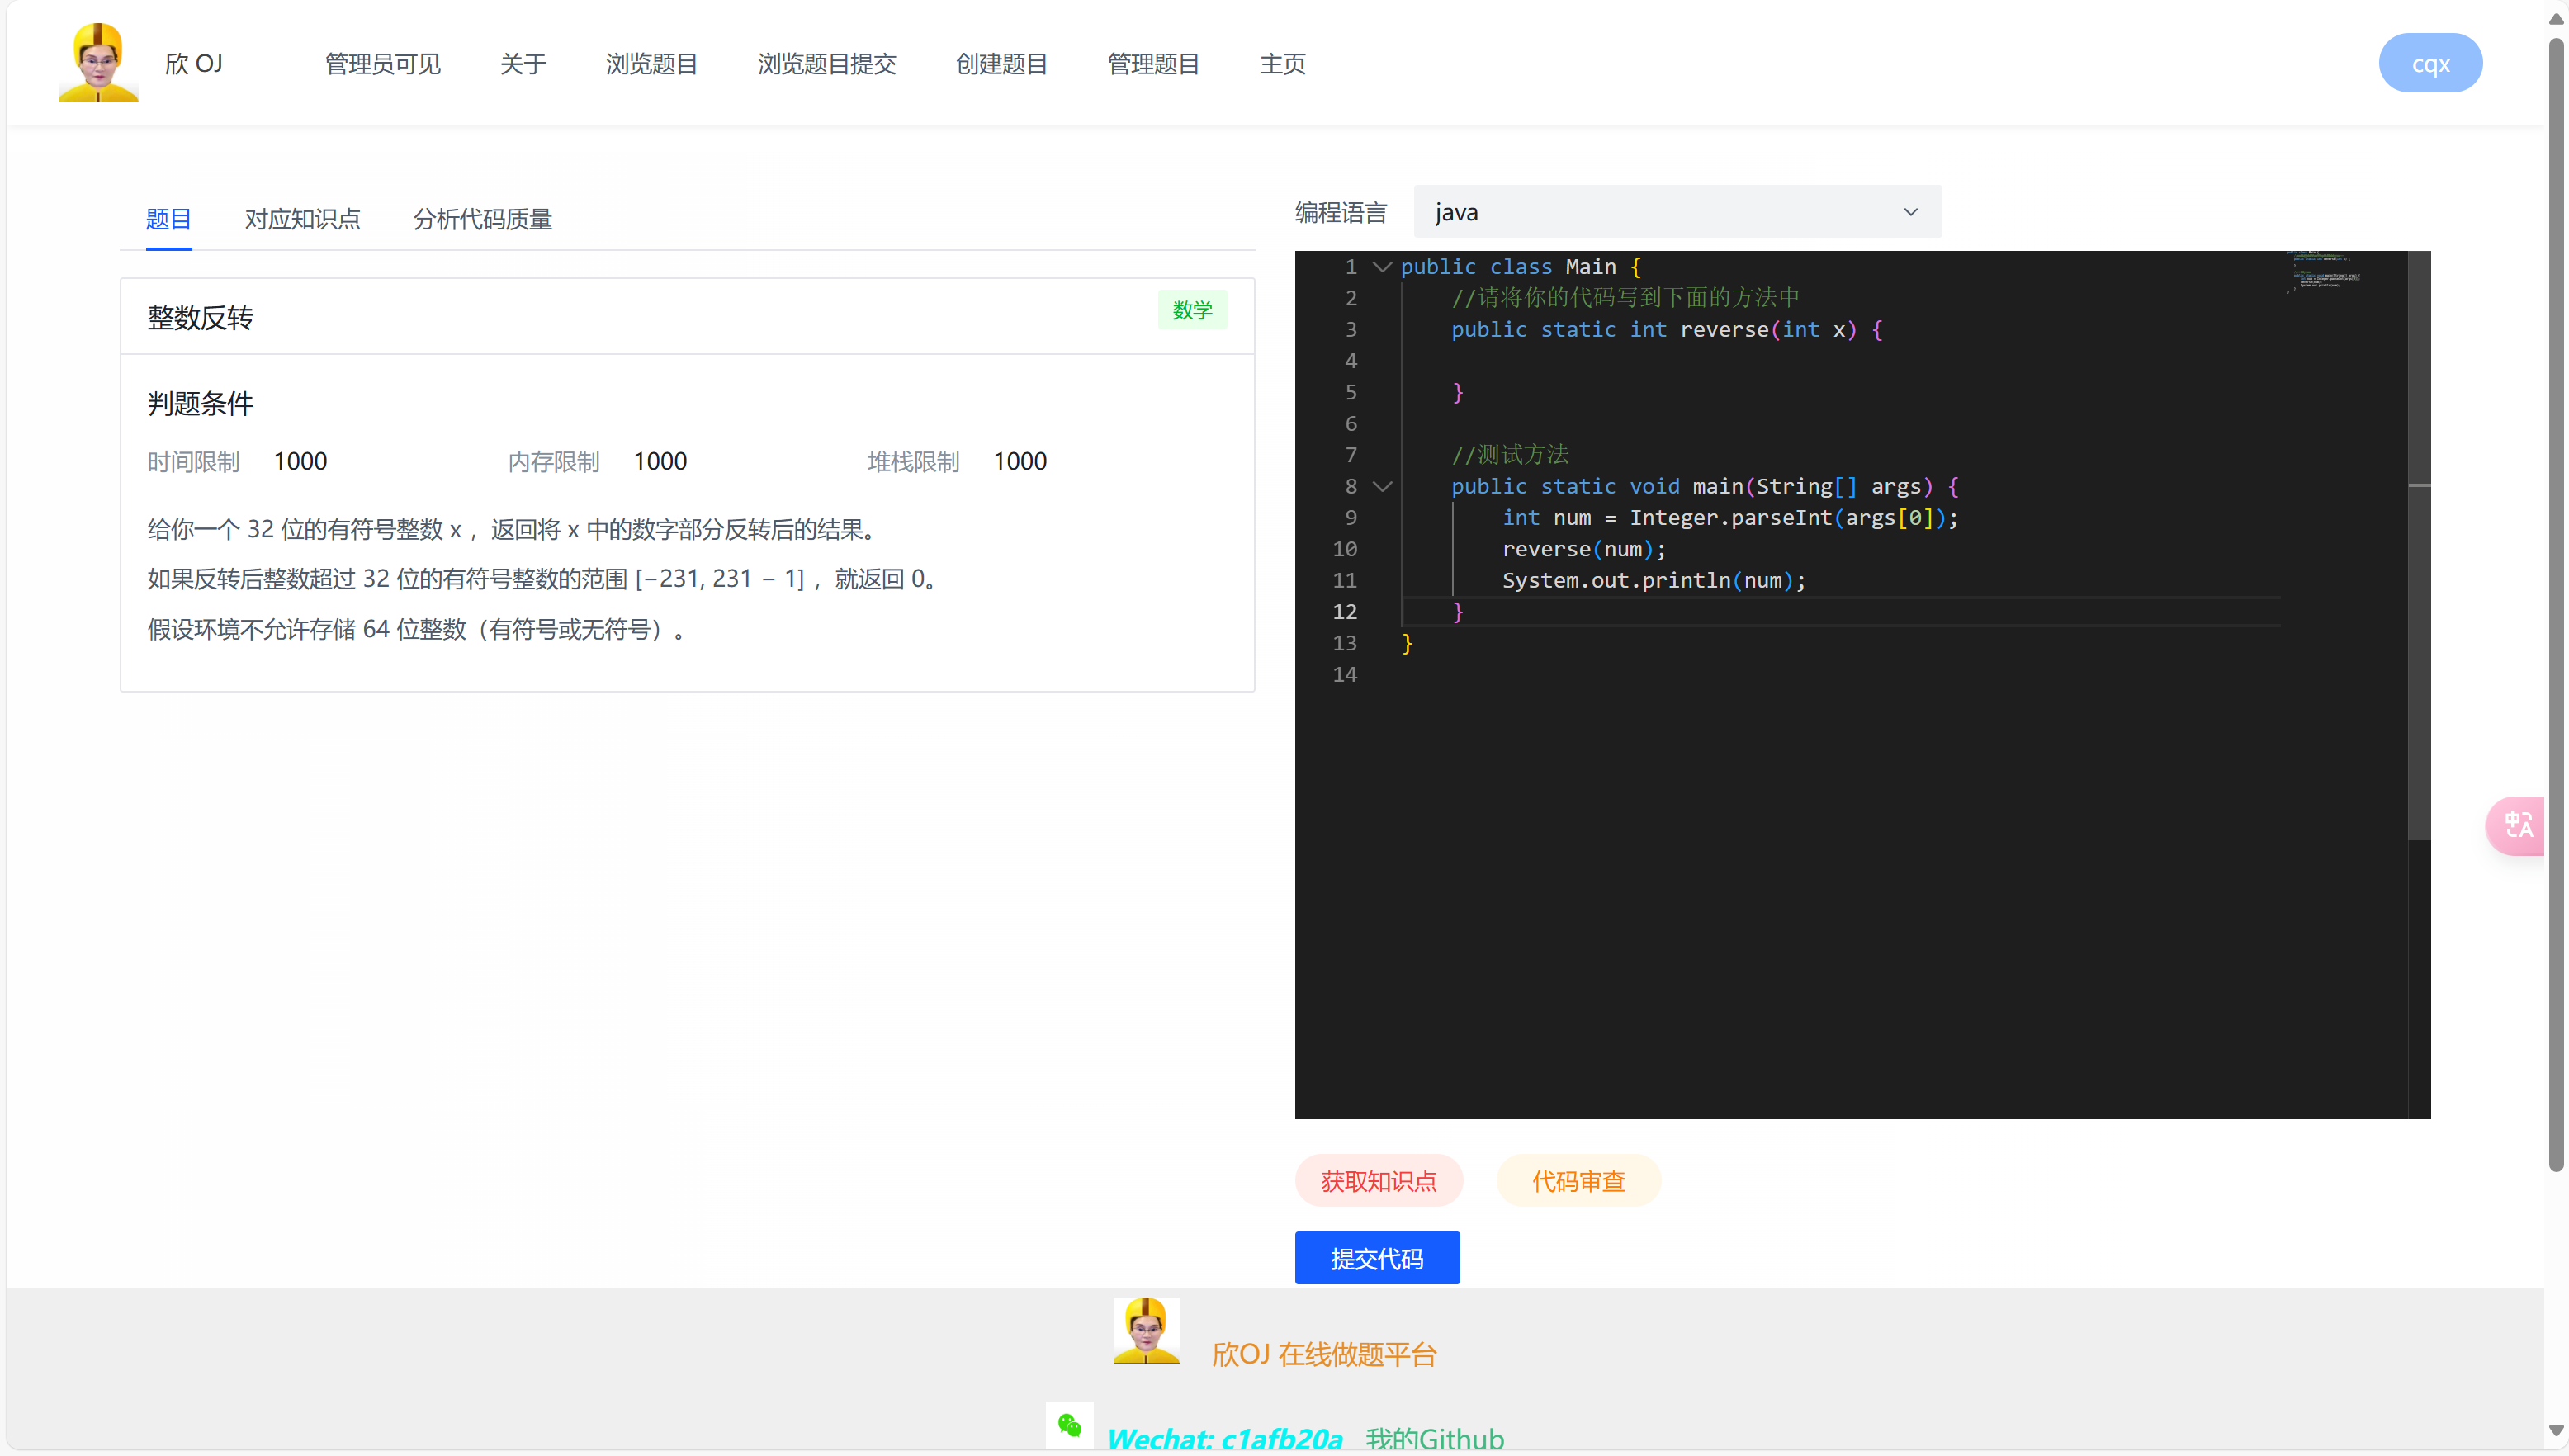 欣 OJ
管理员可见 关于 浏览题目 浏览题目提交 创建题目 管理题目 主页
cqx
题目 对应知识点 分析代码质量
整数反转
数学
判题条件
时间限制 1000 内存限制 1000 堆栈限制 1000
给你一个 32 位的有符号整数 x ，返回将 x 中的数字部分反转后的结果。
如果反转后整数超过 32 位的有符号整数的范围 [−231, 231 − 1] ，就返回 0。
假设环境不允许存储 64 位整数（有符号或无符号）。
编程语言 java
1 public class Main {
2 //请将你的代码写到下面的方法中
3 public static int reverse(int x) {
4
5 }
6
7 //测试方法
8 public static void main(String[] args) {
9 int num = Integer.parseInt(args[0]);
10 reverse(num);
11 System.out.println(num);
12 }
13 }
14
中A
获取知识点 代码审查
提交代码
欣OJ 在线做题平台
Wechat: c1afb20a 我的Github